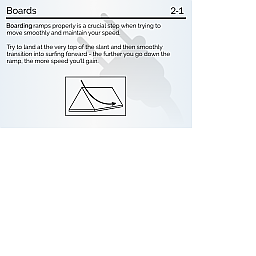 Boards 2-1
Boarding ramps properly is a crucial step when trying to
move smoothly and maintain your speed.
Try to land at the very top of the slant and then smoothly
transition into surfing forward - the further you go down the
ramp, the more speed you'll gain.